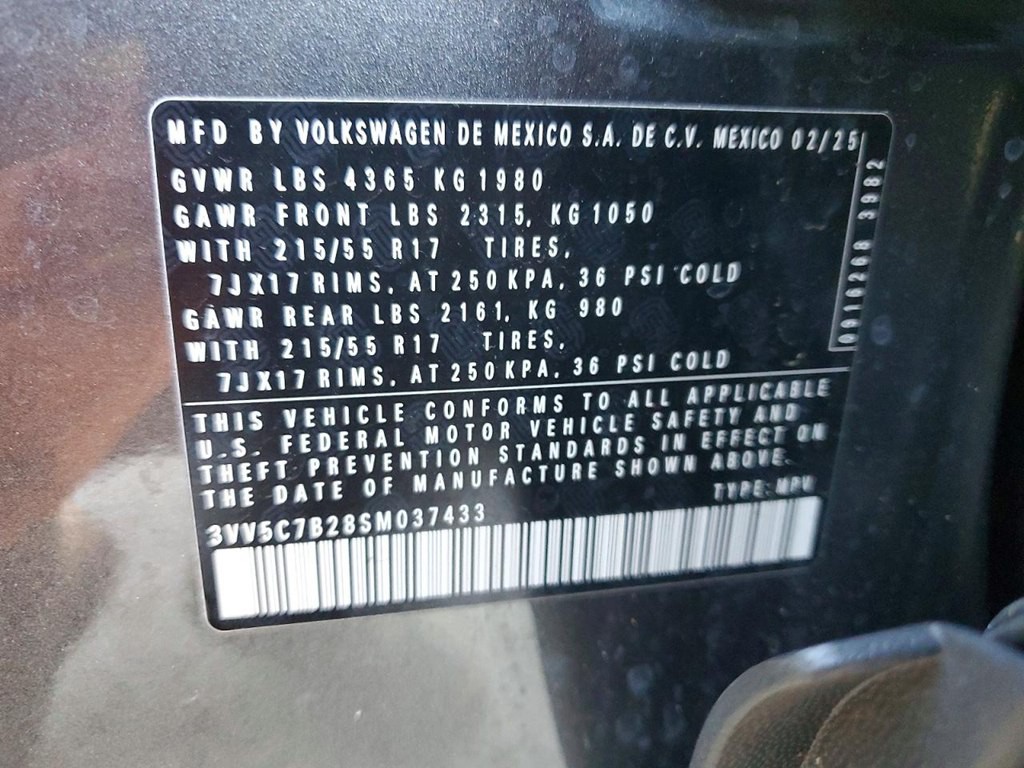 MFD BY VOLKSWAGEN DE MEXICO S.A. DE C.V. MEXICO 02/25
GVWR LBS 4365 KG 1980
GAWR FRONT LBS 2315, KG 1050
WITH 215/55 R17 TIRES,
7JX17 RIMS, AT 250 KPA, 36 PSI COLD
GAWR REAR LBS 2161, KG 980
WITH 215/55 R17 TIRES,
7JX17 RIMS, AT 250 KPA, 36 PSI COLD
THIS VEHICLE CONFORMS TO ALL APPLICABLE
U.S. FEDERAL MOTOR VEHICLE SAFETY AND
THEFT PREVENTION STANDARDS IN EFFECT ON
THE DATE OF MANUFACTURE SHOWN ABOVE.
TYPE: MPV
3VV5C7B28SM037433